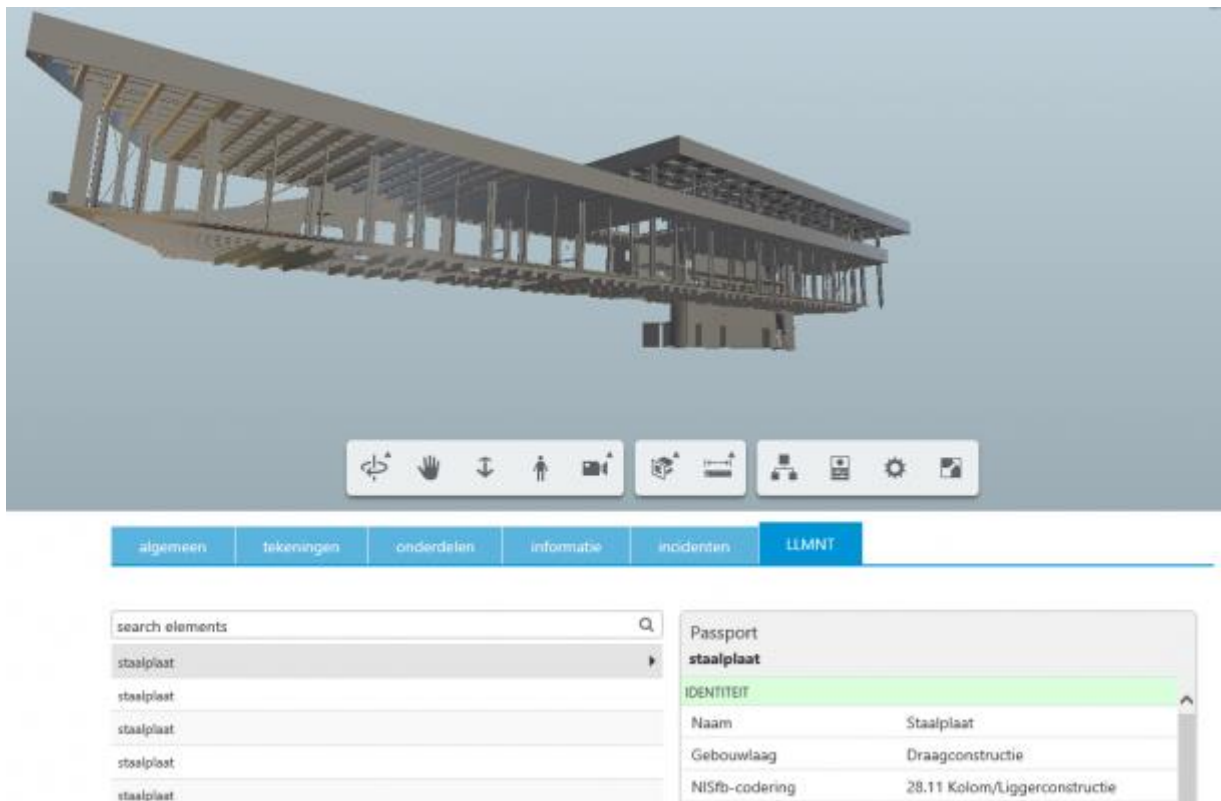 algemeen tekeningen onderdelen informatie incidenten LLMNT
search elements
staalplaat
staalplaat
staalplaat
staalplaat
staalplaat
Passport
staalplaat
IDENTITEIT
Naam Staalplaat
Gebouwlaag Draagconstructie
NlSfb-codering 28.11 Kolom/Liggerconstructie